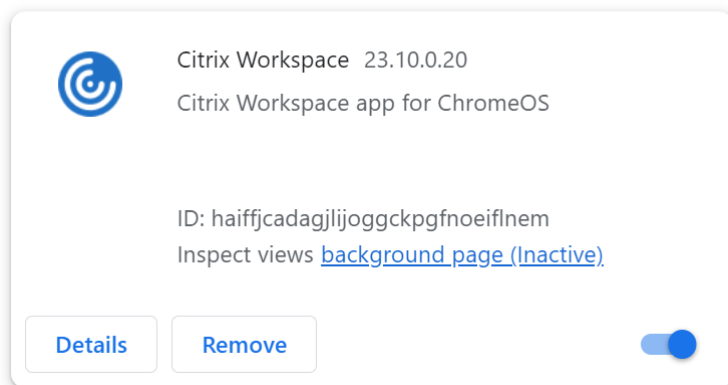 Citrix Workspace 23.10.0.20
Citrix Workspace app for ChromeOS
ID: haiffjcadagjlijoggckpgfnoeiflnem
Inspect views background page (Inactive)
Details Remove